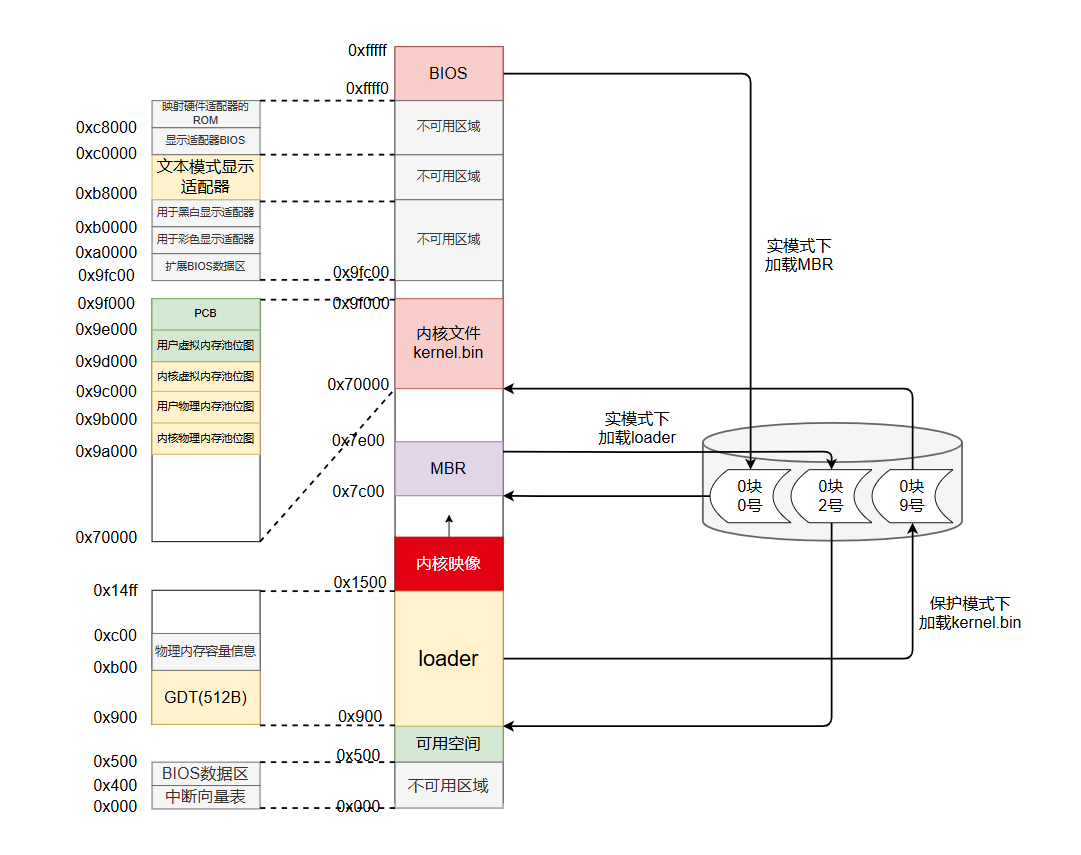 0xfffff
BIOS
0xffff0
映射硬件适配器的
ROM
0xc8000
显示适配器BIOS
不可用区域
0xc0000
文本模式显示
适配器
不可用区域
0xb8000
用于黑白显示适配器
0xb0000
用于彩色显示适配器
不可用区域
0xa0000
扩展BIOS数据区
0x9fc00
0x9fc00
实模式下
加载MBR
0x9f000
0x9f000
PCB
0x9e000
用户虚拟内存池位图
内核文件
kernel.bin
0x9d000
内核虚拟内存池位图
0x9c000
0x70000
用户物理内存池位图
0x9b000
内核物理内存池位图
0x9a000
实模式下
加载loader
0x7e00
MBR
0x7c00
0块
0号
0块
2号
0块
9号
0x70000
内核映像
0x14ff
0x1500
保护模式下
加载kernel.bin
0xc00
物理内存容量信息
loader
0xb00
GDT(512B)
0x900
0x900
可用空间
0x500
0x500
BIOS数据区
不可用区域
0x400
中断向量表
0x000
0x000